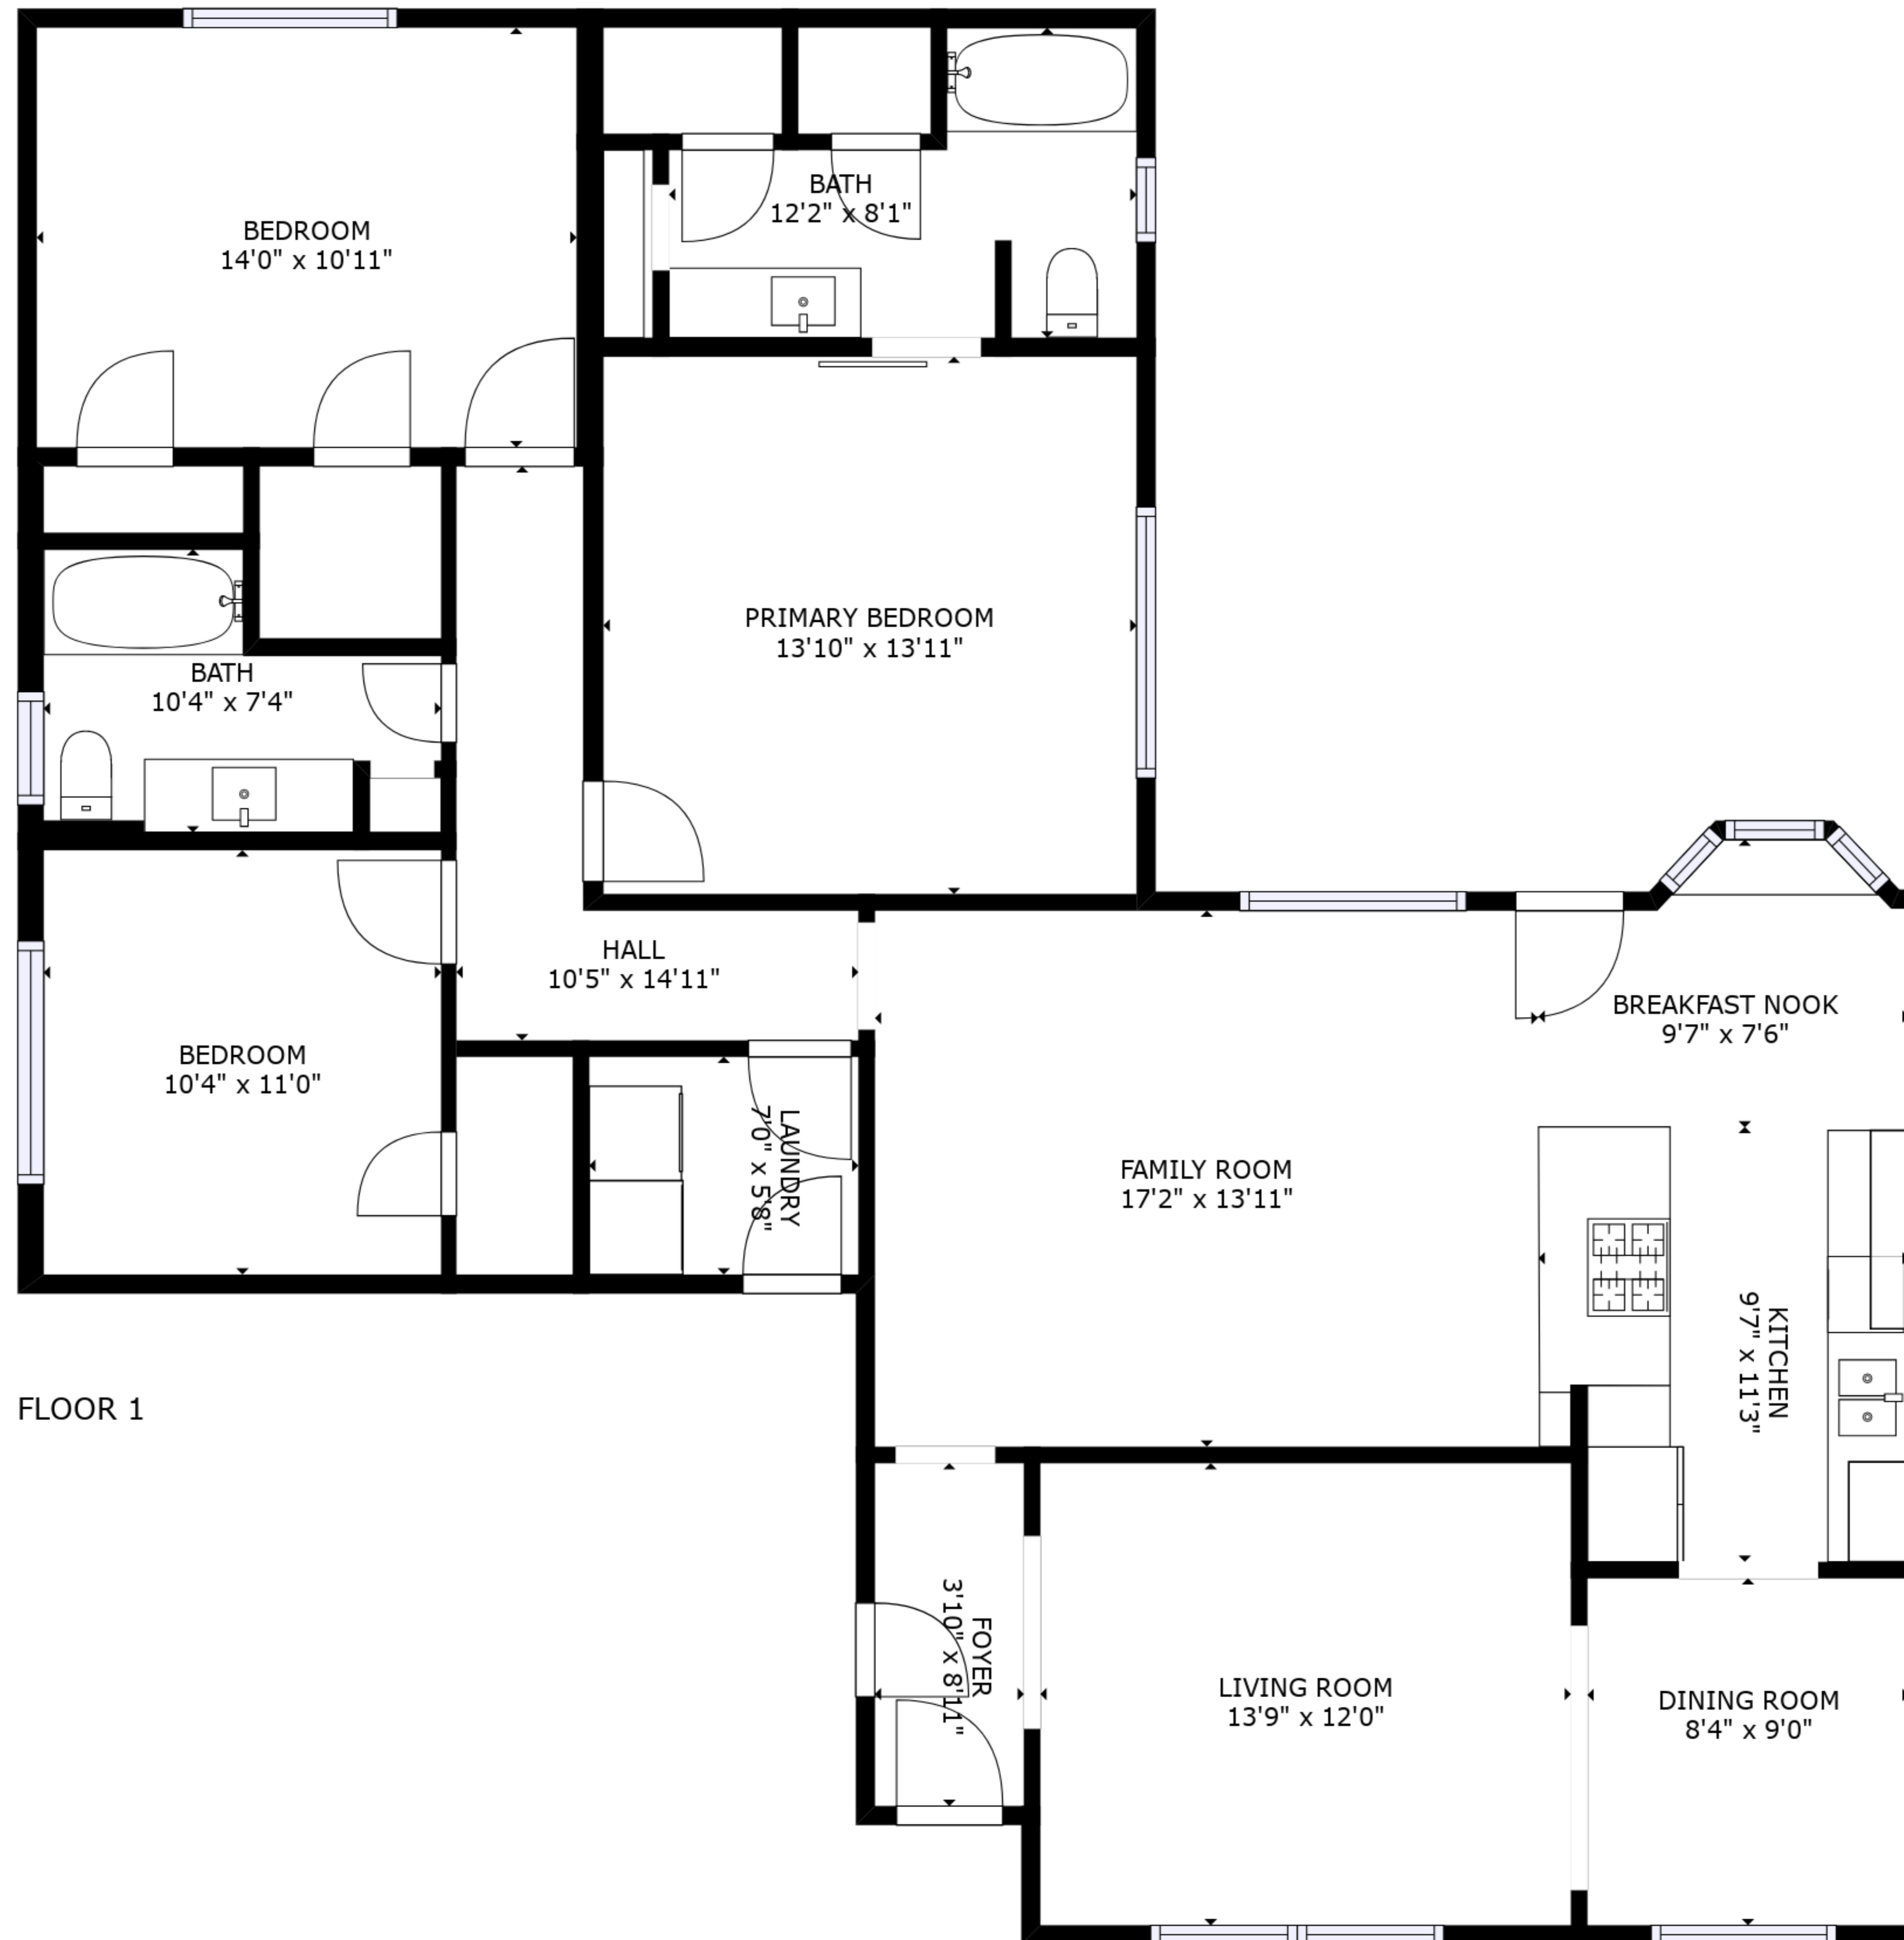 BATH
12'2" x 8'1"
BEDROOM
14'0" x 10'11"
PRIMARY BEDROOM
13'10" x 13'11"
BATH
10'4" x 7'4"
HALL
10'5" x 14'11"
BREAKFAST NOOK
9'7" x 7'6"
BEDROOM
10'4" x 11'0"
LAUNDRY
7'0" x 5'8"
FAMILY ROOM
17'2" x 13'11"
KITCHEN
9'7" x 11'3"
FLOOR 1
FOYER
3'10" x 8'11"
LIVING ROOM
13'9" x 12'0"
DINING ROOM
8'4" x 9'0"